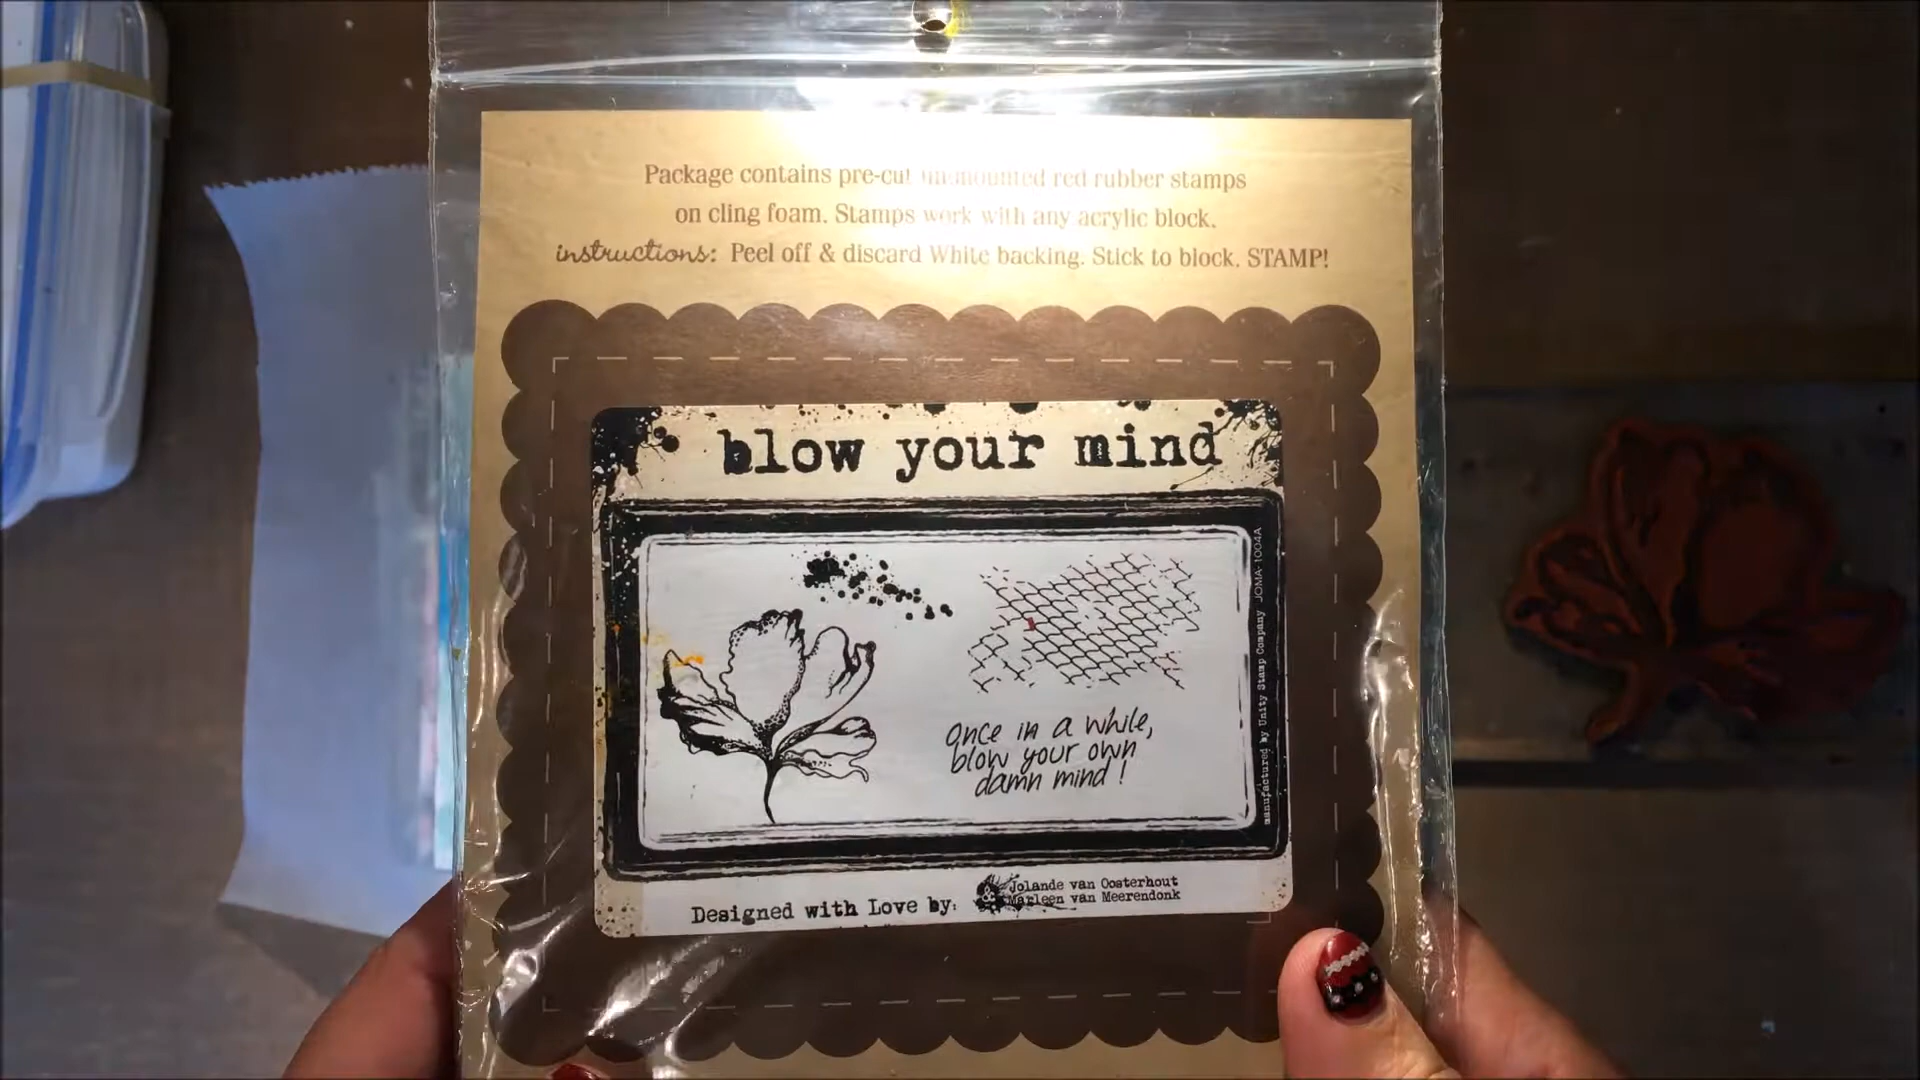 Package contains pre-cut unmounted red rubber stamps
on cling foam. Stamps work with any acrylic block.
instructions: Peel off & discard White backing. Stick to block. STAMP!
blow your mind
once in a while,
blow your own
damn mind !
manufactured by Unity Stamp Company JOMA-1004A
Designed with Love by:
&
Jolande van Oosterhout
Marleen van Meerendonk